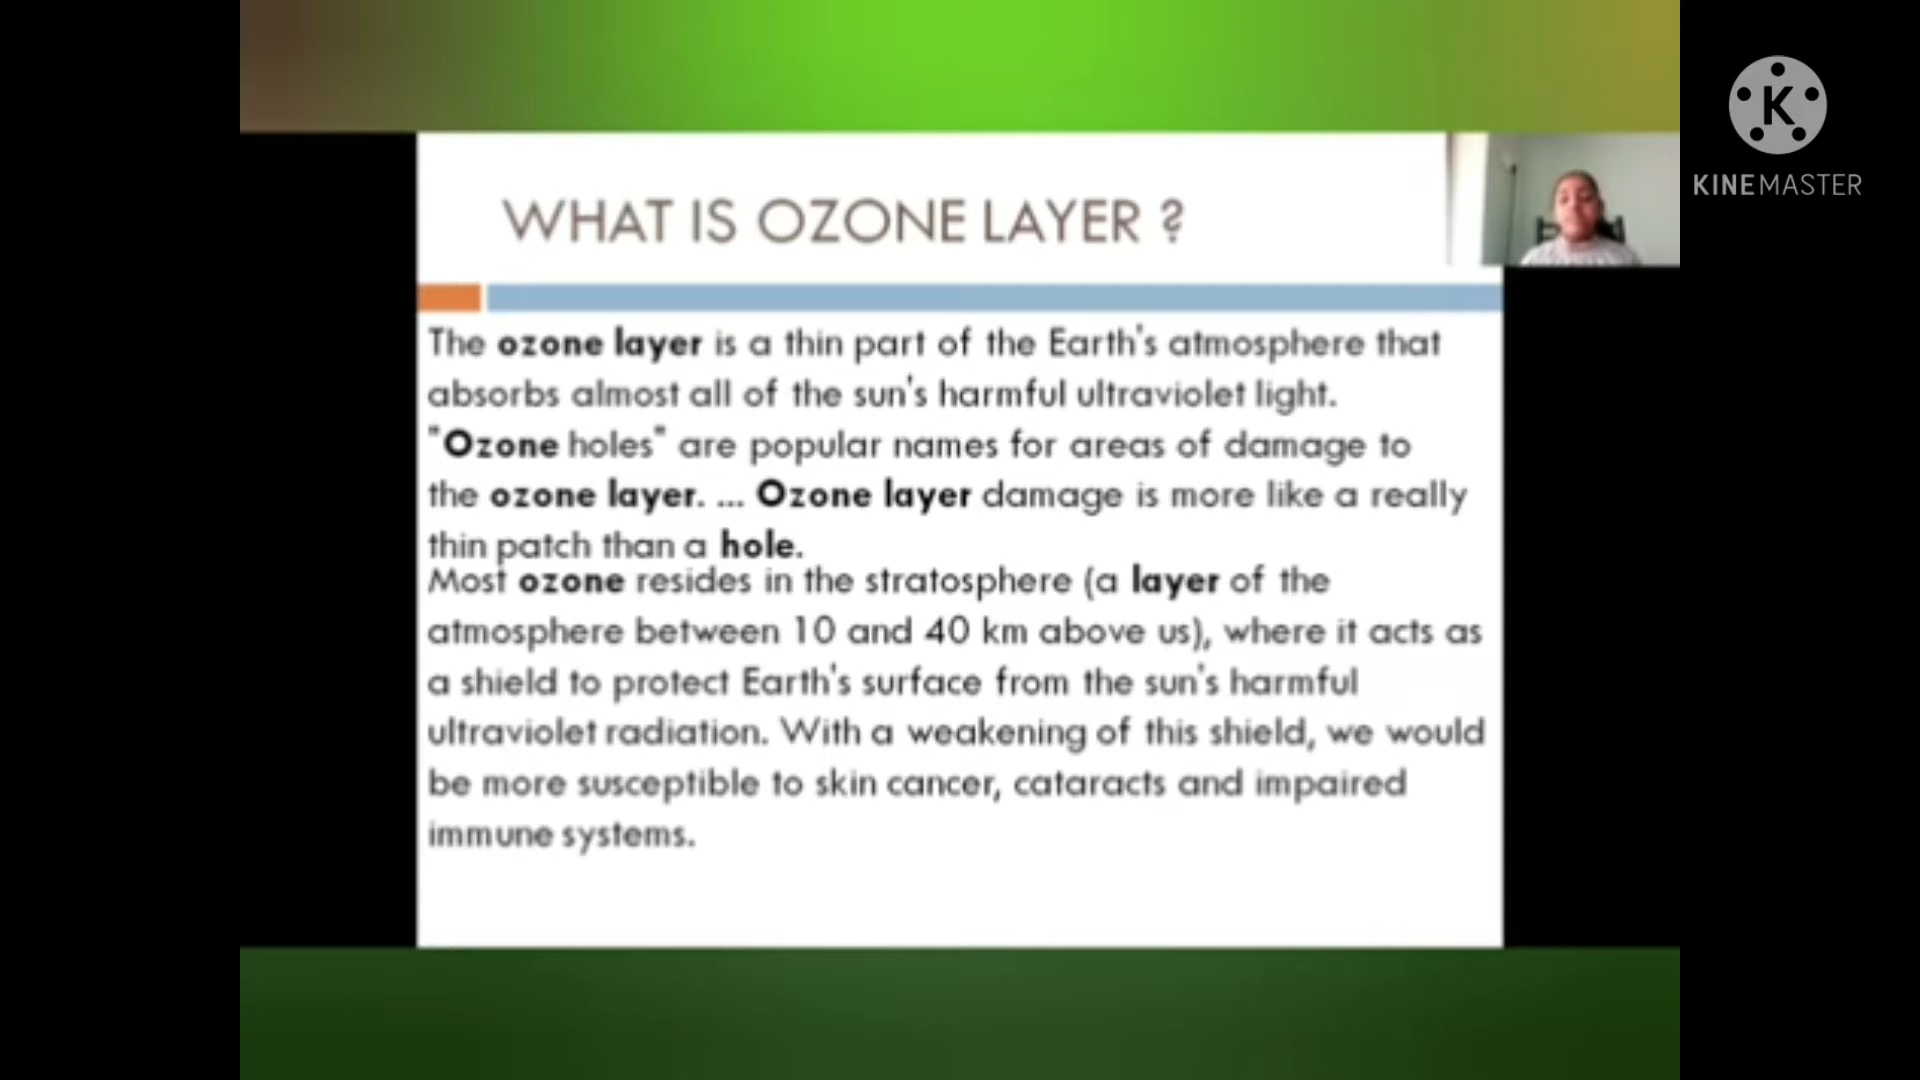 WHAT IS OZONE LAYER ?
The ozone layer is a thin part of the Earth's atmosphere that
absorbs almost all of the sun's harmful ultraviolet light.
"Ozone holes" are popular names for areas of damage to
the ozone layer. ... Ozone layer damage is more like a really
thin patch than a hole.
Most ozone resides in the stratosphere (a layer of the
atmosphere between 10 and 40 km above us), where it acts as
a shield to protect Earth's surface from the sun's harmful
ultraviolet radiation. With a weakening of this shield, we would
be more susceptible to skin cancer, cataracts and impaired
immune systems.
K
KINEMASTER